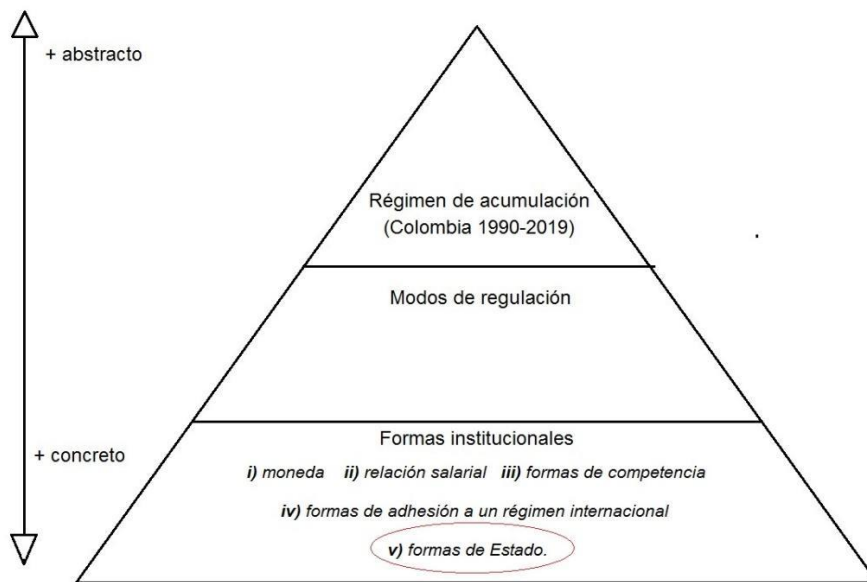 + abstracto
Régimen de acumulación
(Colombia 1990-2019)
Modos de regulación
+ concreto
Formas institucionales
i) moneda ii) relación salarial iii) formas de competencia
iv) formas de adhesión a un régimen internacional
v) formas de Estado.